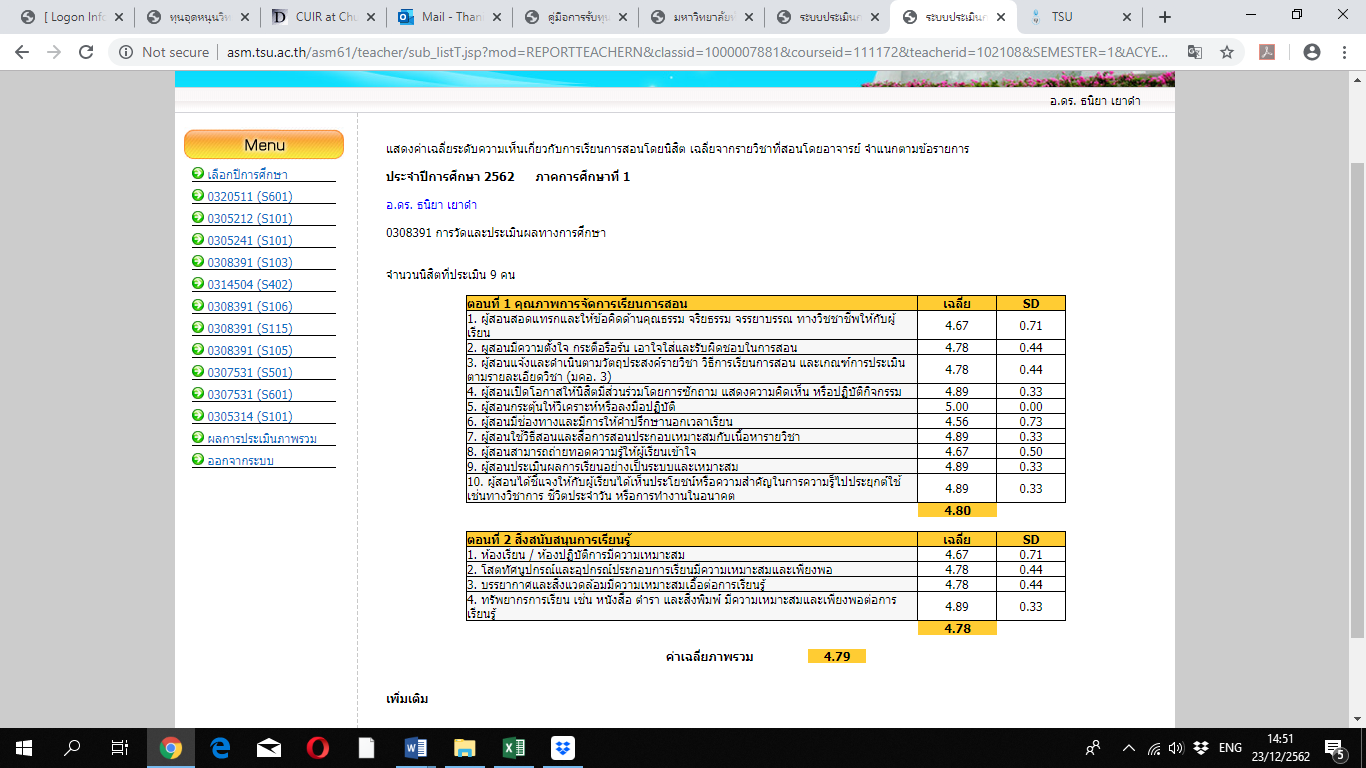 [ Logon Info
ทุนอุดหนุนวิท
CUIR at Chu
Mail - Than
คู่มือการรับทุน
มหาวิทยาลัย
ระบบประเมิน
ระบบประเมิน
TSU
Not secure | asm.tsu.ac.th/asm61/teacher/sub_listT.jsp?mod=REPORTTEACHERN&classid=1000007881&courseid=111172&teacherid=102108&SEMESTER=1&ACYE...
อ.ดร. ธนิยา เยาดำ
Menu
เลือกปีการศึกษา
0320511 (S601)
0305212 (S101)
0305241 (S101)
0308391 (S103)
0314504 (S402)
0308391 (S106)
0308391 (S115)
0308391 (S105)
0307531 (S501)
0307531 (S601)
0305314 (S101)
ผลการประเมินภาพรวม
ออกจากระบบ
แสดงค่าเฉลี่ยระดับความเห็นเกี่ยวกับการเรียนการสอนโดยนิสิต เฉลี่ยจากรายวิชาที่สอนโดยอาจารย์ จำแนกตามข้อรายการ
ประจำปีการศึกษา 2562 ภาคการศึกษาที่ 1
อ.ดร. ธนิยา เยาดำ
0308391 การวัดและประเมินผลทางการศึกษา
จำนวนนิสิตที่ประเมิน 9 คน
ตอนที่ 1 คุณภาพการจัดการเรียนการสอน เฉลี่ย SD
1. ผู้สอนสอดแทรกและให้ข้อคิดด้านคุณธรรม จริยธรรม จรรยาบรรณ ทางวิชชาชีพให้กับผู้
เรียน 4.67 0.71
2. ผู้สอนมีความตั้งใจ กระตือรือร้น เอาใจใส่และรับผิดชอบในการสอน 4.78 0.44
3. ผู้สอนแจ้งและดำเนินตามวัตถุประสงค์รายวิชา วิธีการเรียนการสอน และเกณฑ์การประเมิน
ตามรายละเอียดวิชา (มคอ. 3) 4.78 0.44
4. ผู้สอนเปิดโอกาสให้นิสิตมีส่วนร่วมโดยการซักถาม แสดงความคิดเห็น หรือปฏิบัติกิจกรรม 4.89 0.33
5. ผู้สอนกระตุ้นให้วิเคราะห์หรือลงมือปฏิบัติ 5.00 0.00
6. ผู้สอนมีช่องทางและมีการให้คำปรึกษานอกเวลาเรียน 4.56 0.73
7. ผู้สอนใช้วิธีสอนและสื่อการสอนประกอบเหมาะสมกับเนื้อหารายวิชา 4.89 0.33
8. ผู้สอนสามารถถ่ายทอดความรู้ให้ผู้เรียนเข้าใจ 4.67 0.50
9. ผู้สอนประเมินผลการเรียนอย่างเป็นระบบและเหมาะสม 4.89 0.33
10. ผู้สอนได้ชี้แจงให้กับผู้เรียนได้เห็นประโยชน์หรือความสำคัญในการความรู้ไปประยุกต์ใช้
เช่นทางวิชาการ ชีวิตประจำวัน หรือการทำงานในอนาคต 4.89 0.33
4.80
ตอนที่ 2 สิ่งสนับสนุนการเรียนรู้ เฉลี่ย SD
1. ห้องเรียน / ห้องปฏิบัติการมีความเหมาะสม 4.67 0.71
2. โสตทัศนูปกรณ์และอุปกรณ์ประกอบการเรียนมีความเหมาะสมและเพียงพอ 4.78 0.44
3. บรรยากาศและสิ่งแวดล้อมมีความเหมาะสมเอื้อต่อการเรียนรู้ 4.78 0.44
4. ทรัพยากรการเรียน เช่น หนังสือ ตำรา และสิ่งพิมพ์ มีความเหมาะสมและเพียงพอต่อการ
เรียนรู้ 4.89 0.33
4.78
ค่าเฉลี่ยภาพรวม 4.79
เพิ่มเติม
ENG
14:51
23/12/2562
5